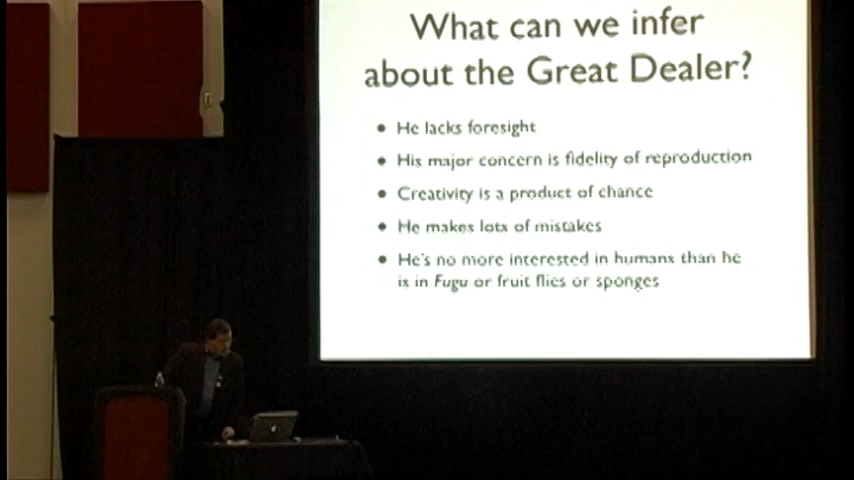 What can we infer
about the Great Dealer?
• He lacks foresight
• His major concern is fidelity of reproduction
• Creativity is a product of chance
• He makes lots of mistakes
• He's no more interested in humans than he
is in Fugu or fruit flies or sponges